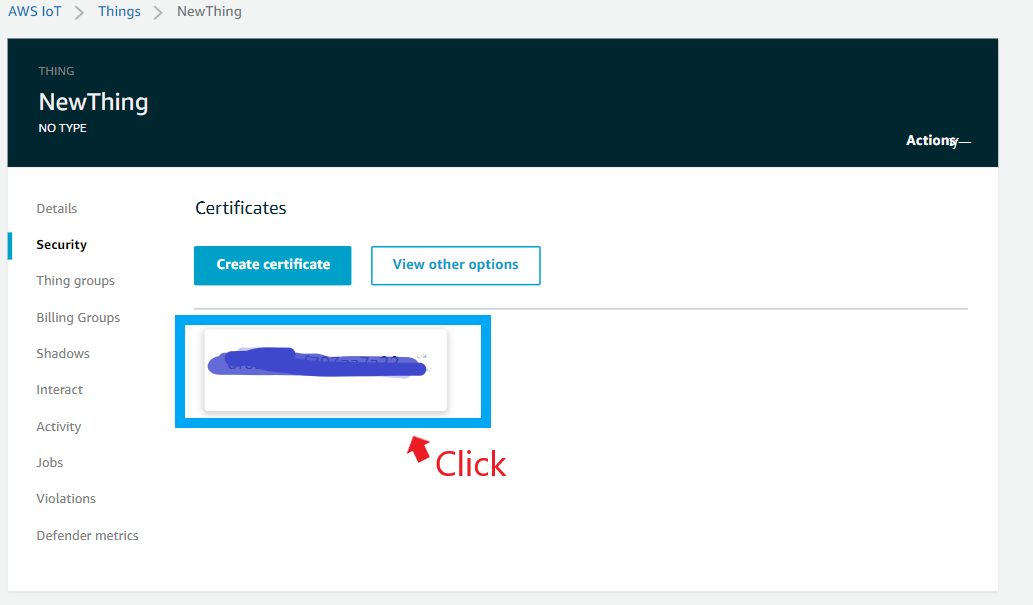 AWS IoT > Things > NewThing
THING
NewThing
NO TYPE
Actions
Details
Security
Thing groups
Billing Groups
Shadows
Interact
Activity
Jobs
Violations
Defender metrics
Certificates
Create certificate View other options
Click